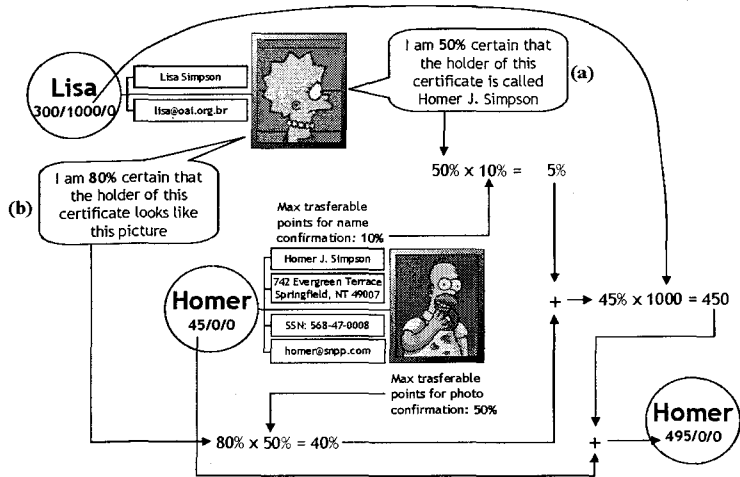 Lisa
300/1000/0
Lisa Simpson
lisa@oal.org.br
I am 50% certain that
the holder of this
certificate is called
Homer J. Simpson
(a)
50% x 10% = 5%
I am 80% certain that
the holder of this
certificate looks like
this picture
(b)
Max trasferable
points for name
confirmation: 10%
Homer
45/0/0
Homer J. Simpson
742 Evergreen Terrace
Springfield, NT 49007
SSN: 568-47-0008
homer@snpp.com
+
45% x 1000 = 450
Max trasferable
points for photo
confirmation: 50%
80% x 50% = 40%
+
Homer
495/0/0